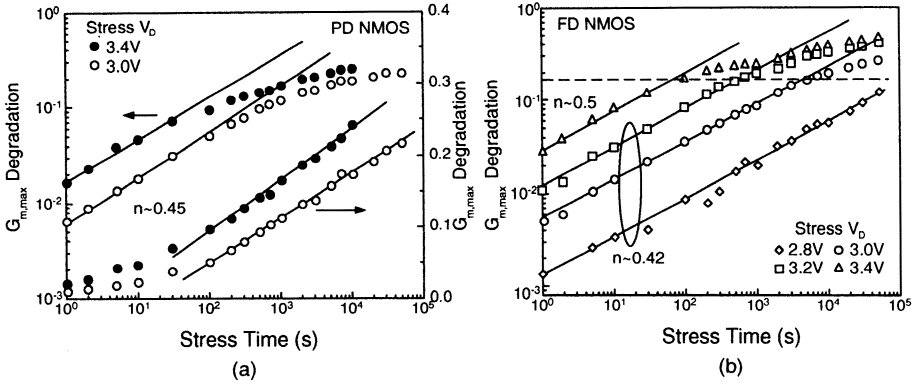 PD NMOS
Stress V_D
● 3.4V
○ 3.0V
n~0.45
10⁰
10⁻¹
10⁻²
10⁻³
0.4
0.3
0.2
0.1
0.0
G_m,max Degradation
G_m,max Degradation
10⁰ 10¹ 10² 10³ 10⁴ 10⁵
Stress Time (s)
(a)
FD NMOS
n~0.5
n~0.42
Stress V_D
◇ 2.8V ○ 3.0V
□ 3.2V △ 3.4V
10⁰
10⁻¹
10⁻²
10⁻³
G_m,max Degradation
10⁰ 10¹ 10² 10³ 10⁴ 10⁵
Stress Time (s)
(b)